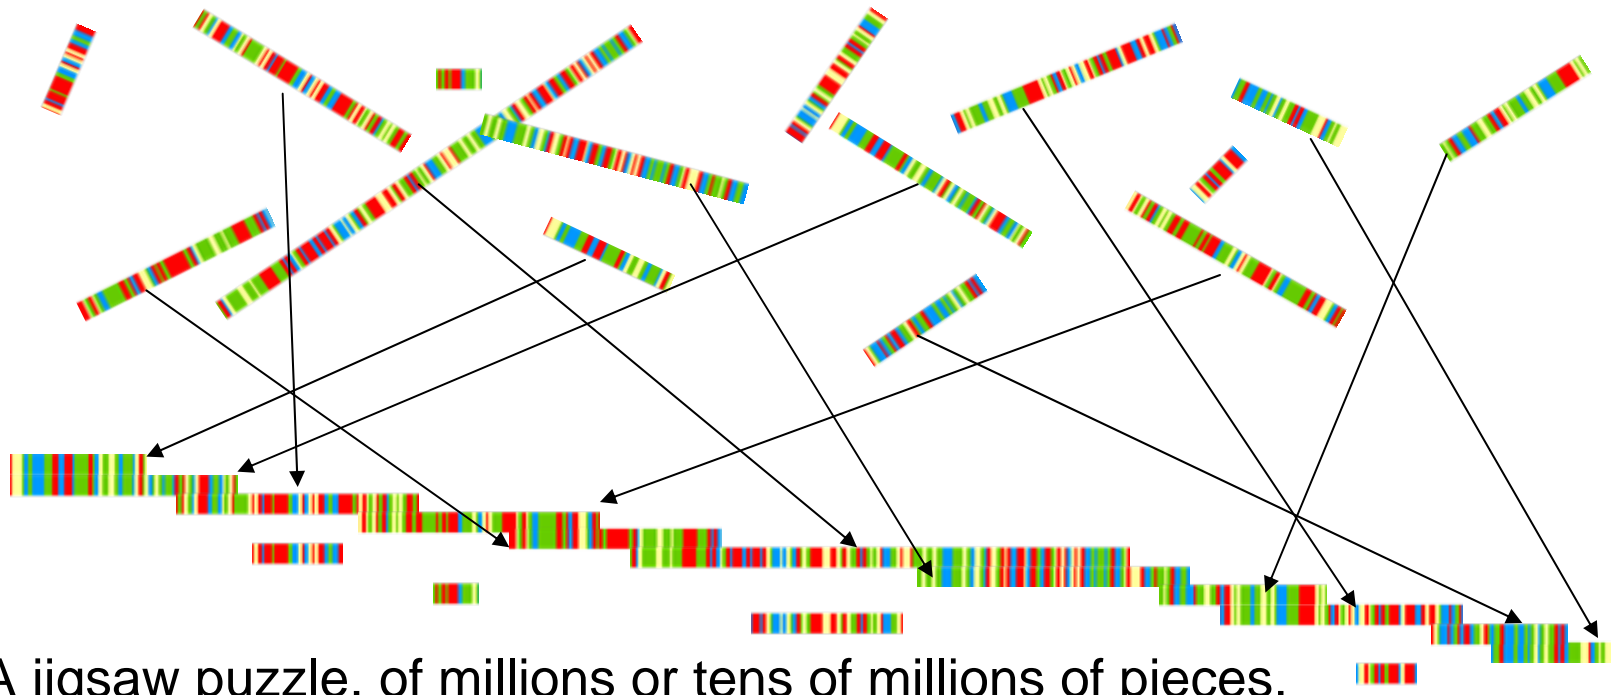 A jigsaw puzzle, of millions or tens of millions of pieces.